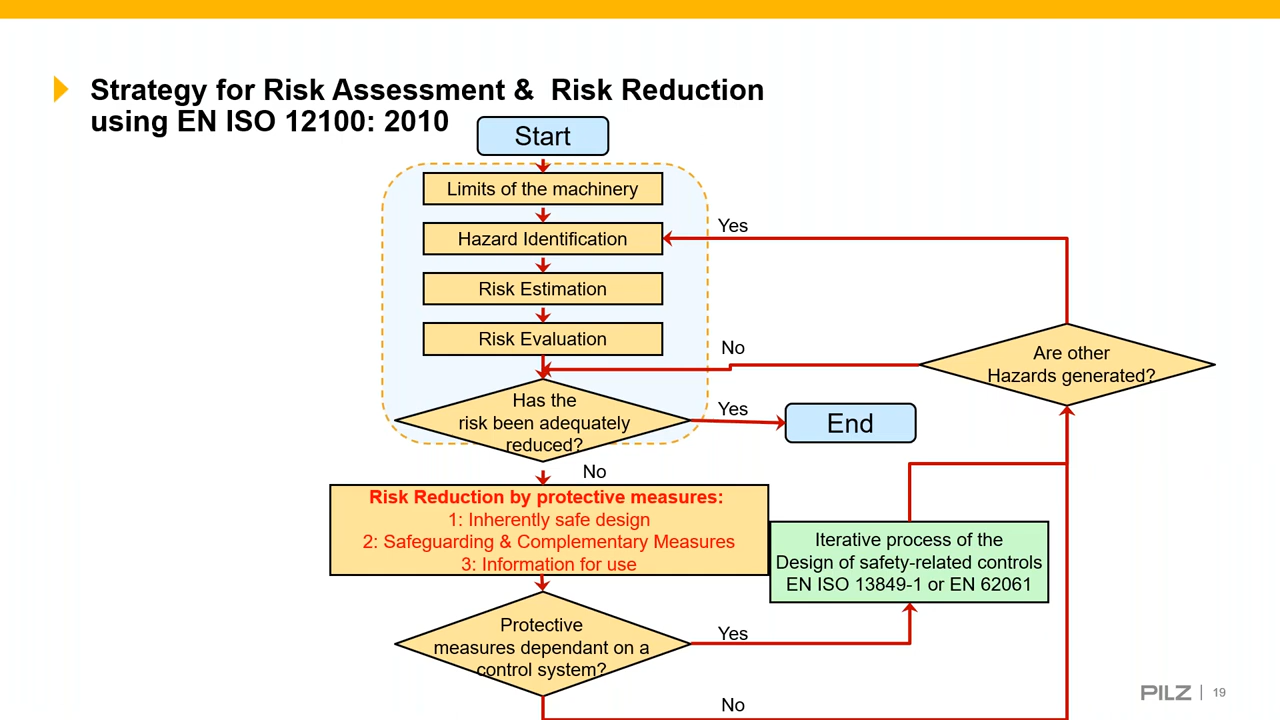 Strategy for Risk Assessment & Risk Reduction
using EN ISO 12100: 2010
Start
Limits of the machinery
Yes
Hazard Identification
Risk Estimation
Risk Evaluation
No
Are other
Hazards generated?
Has the
risk been adequately
reduced?
Yes
End
No
Risk Reduction by protective measures:
1: Inherently safe design
2: Safeguarding & Complementary Measures
3: Information for use
Iterative process of the
Design of safety-related controls
EN ISO 13849-1 or EN 62061
Protective
measures dependant on a
control system?
Yes
No
PILZ | 19